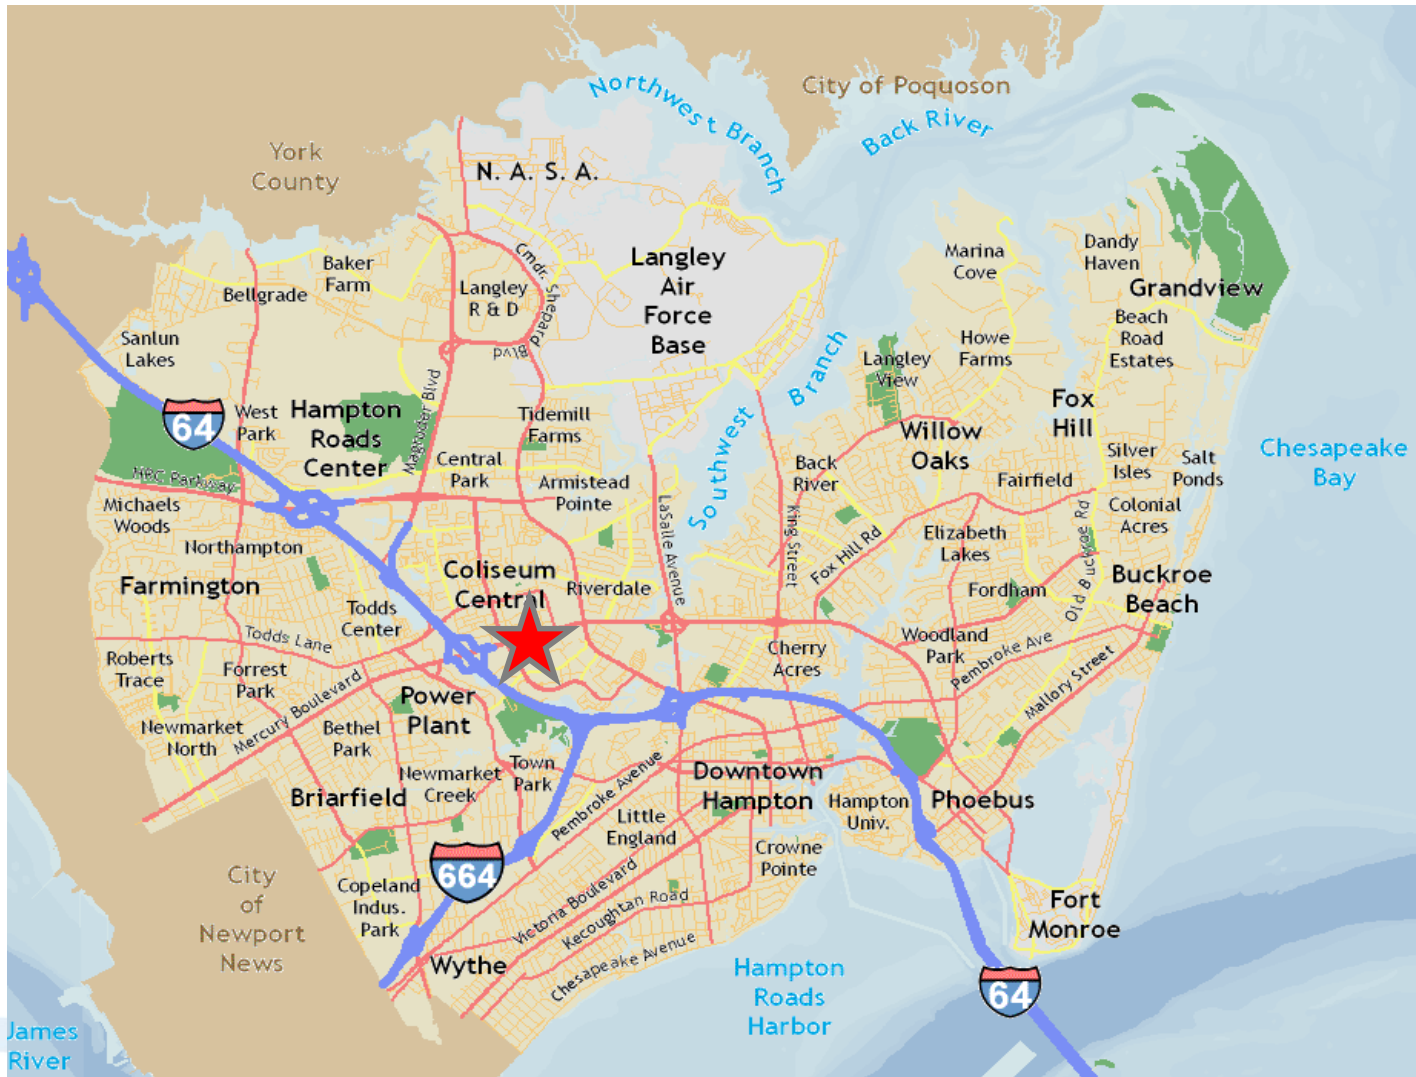 Northwest Branch
City of Poquoson
Back River
York
County
N. A. S. A.
Cmdr. Shepard
Blvd
Langley
Air
Force
Base
Marina
Cove
Dandy
Haven
Baker
Farm
Bellgrade
Langley
R & D
Grandview
Sanlun
Lakes
Beach
Road
Estates
Howe
Farms
Langley
View
Southwest Branch
64
West
Park
Hampton
Roads
Center
Magruder Blvd
Tidemill
Farms
Fox
Hill
Willow
Oaks
Chesapeake
Bay
HRC Parkway
Central
Park
Armistead
Pointe
Back
River
Fairfield
Silver
Isles
Salt
Ponds
Michaels
Woods
LaSalle Avenue
King Street
Fox Hill Rd
Elizabeth
Lakes
Old Buckroe Rd
Colonial
Acres
Northampton
Farmington
Coliseum
Central
Riverdale
Fordham
Buckroe
Beach
Todds
Center
Todds Lane
Cherry
Acres
Woodland
Park
Pembroke Ave
Mallory Street
Roberts
Trace
Forrest
Park
Mercury Boulevard
Power
Plant
Newmarket
North
Bethel
Park
Newmarket
Creek
Town
Park
Pembroke Avenue
Downtown
Hampton
Briarfield
Little
England
Hampton
Univ.
Phoebus
664
Crowne
Pointe
City
of
Newport
News
Copeland
Indus.
Park
Victoria Boulevard
Kecoughtan Road
Chesapeake Avenue
Fort
Monroe
Wythe
Hampton
Roads
Harbor
64
James
River